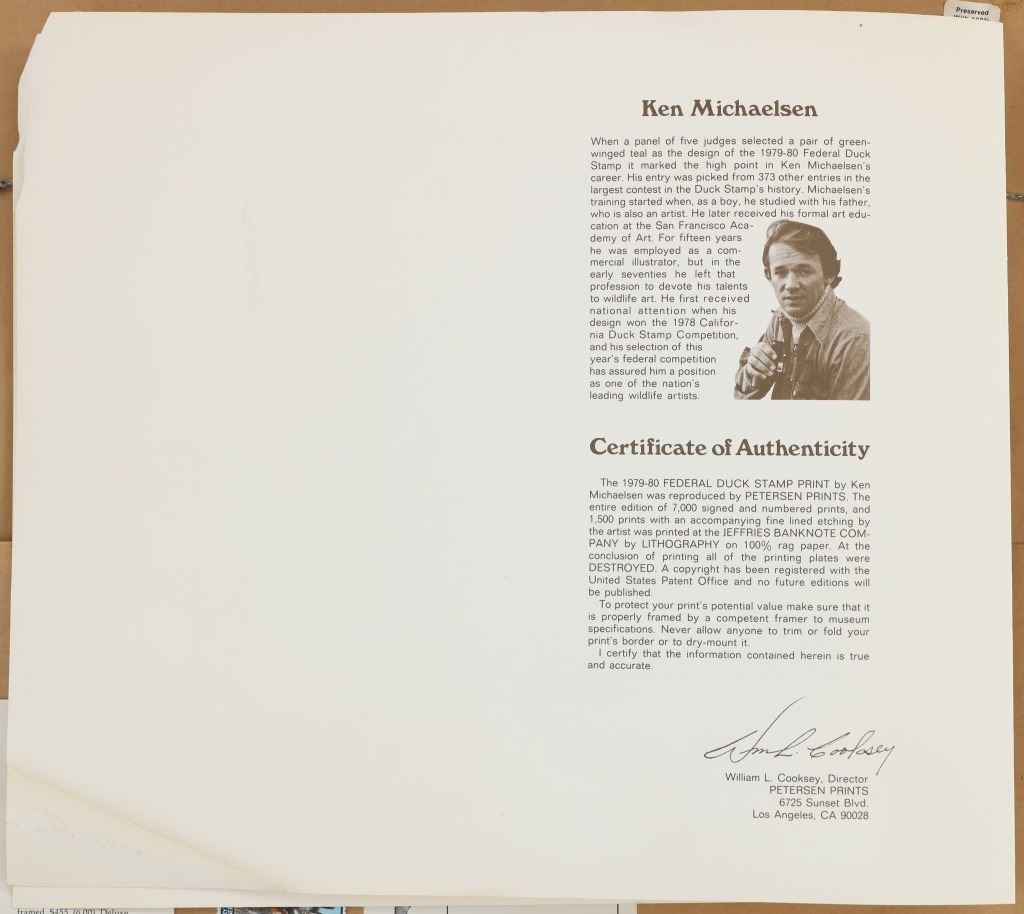 Preserved
Ken Michaelsen
When a panel of five judges selected a pair of green-
winged teal as the design of the 1979-80 Federal Duck
Stamp it marked the high point in Ken Michaelsen's
career. His entry was picked from 373 other entries in the
largest contest in the Duck Stamp's history. Michaelsen's
training started when, as a boy, he studied with his father,
who is also an artist. He later received his formal art edu-
cation at the San Francisco Aca-
demy of Art. For fifteen years
he was employed as a com-
mercial illustrator, but in the
early seventies he left that
profession to devote his talents
to wildlife art. He first received
national attention when his
design won the 1978 Califor-
nia Duck Stamp Competition,
and his selection of this
year's federal competition
has assured him a position
as one of the nation's
leading wildlife artists.
Certificate of Authenticity
The 1979-80 FEDERAL DUCK STAMP PRINT by Ken
Michaelsen was reproduced by PETERSEN PRINTS. The
entire edition of 7,000 signed and numbered prints, and
1,500 prints with an accompanying fine lined etching by
the artist was printed at the JEFFRIES BANKNOTE COM-
PANY by LITHOGRAPHY on 100% rag paper. At the
conclusion of printing all of the printing plates were
DESTROYED. A copyright has been registered with the
United States Patent Office and no future editions will
be published.
To protect your print's potential value make sure that it
is properly framed by a competent framer to museum
specifications. Never allow anyone to trim or fold your
print's border or to dry-mount it.
I certify that the information contained herein is true
and accurate.
Wm L. Cooksey
William L. Cooksey, Director
PETERSEN PRINTS
6725 Sunset Blvd.
Los Angeles, CA 90028
framed $455 (6.00) Deluxe